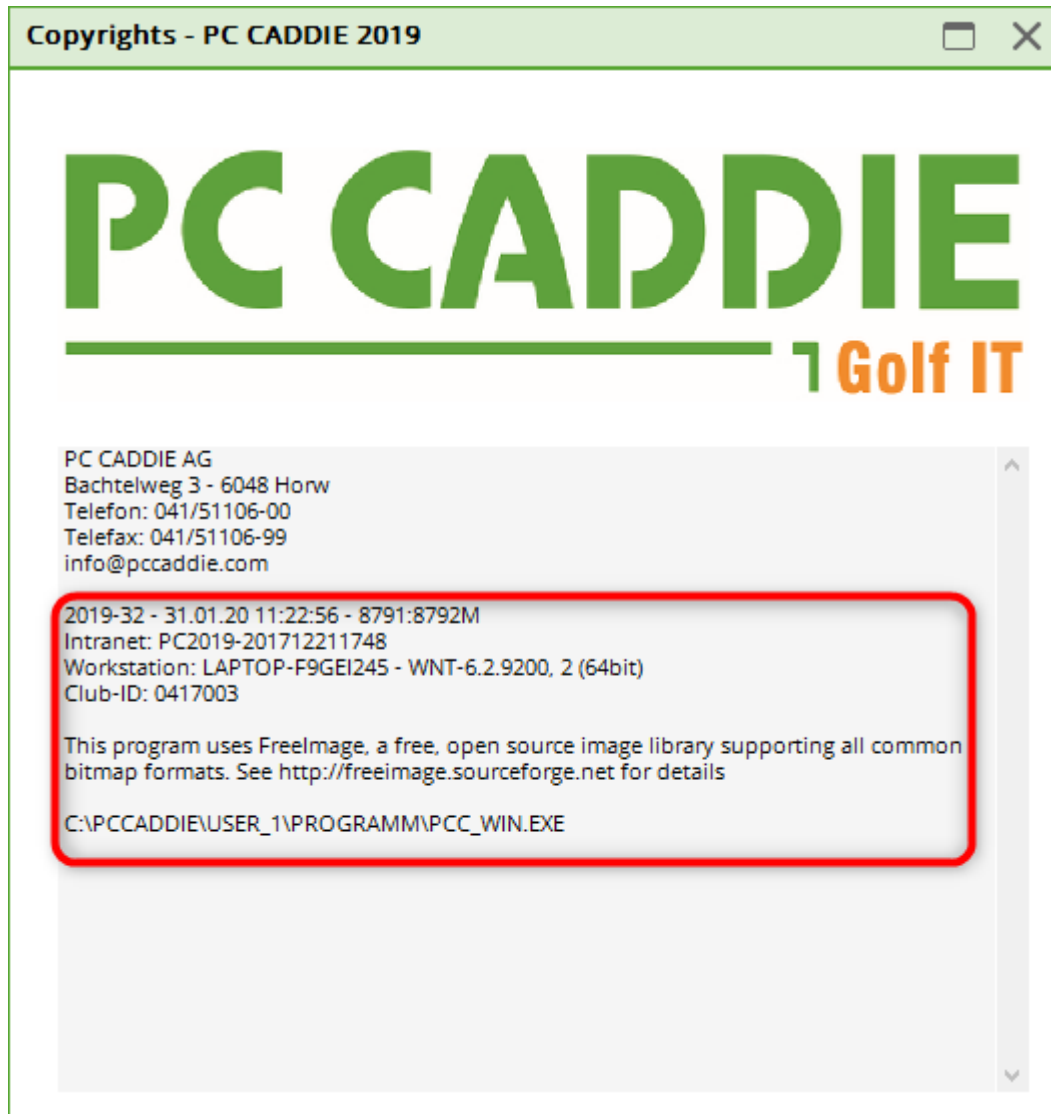 Copyrights - PC CADDIE 2019
PC CADDIE
Golf IT
PC CADDIE AG
Bachtelweg 3 - 6048 Horw
Telefon: 041/51106-00
Telefax: 041/51106-99
info@pccaddie.com
2019-32 - 31.01.20 11:22:56 - 8791:8792M
Intranet: PC2019-201712211748
Workstation: LAPTOP-F9GEI245 - WNT-6.2.9200, 2 (64bit)
Club-ID: 0417003
This program uses FreeImage, a free, open source image library supporting all common
bitmap formats. See http://freeimage.sourceforge.net for details
C:\PCCADDIE\USER_1\PROGRAMM\PCC_WIN.EXE